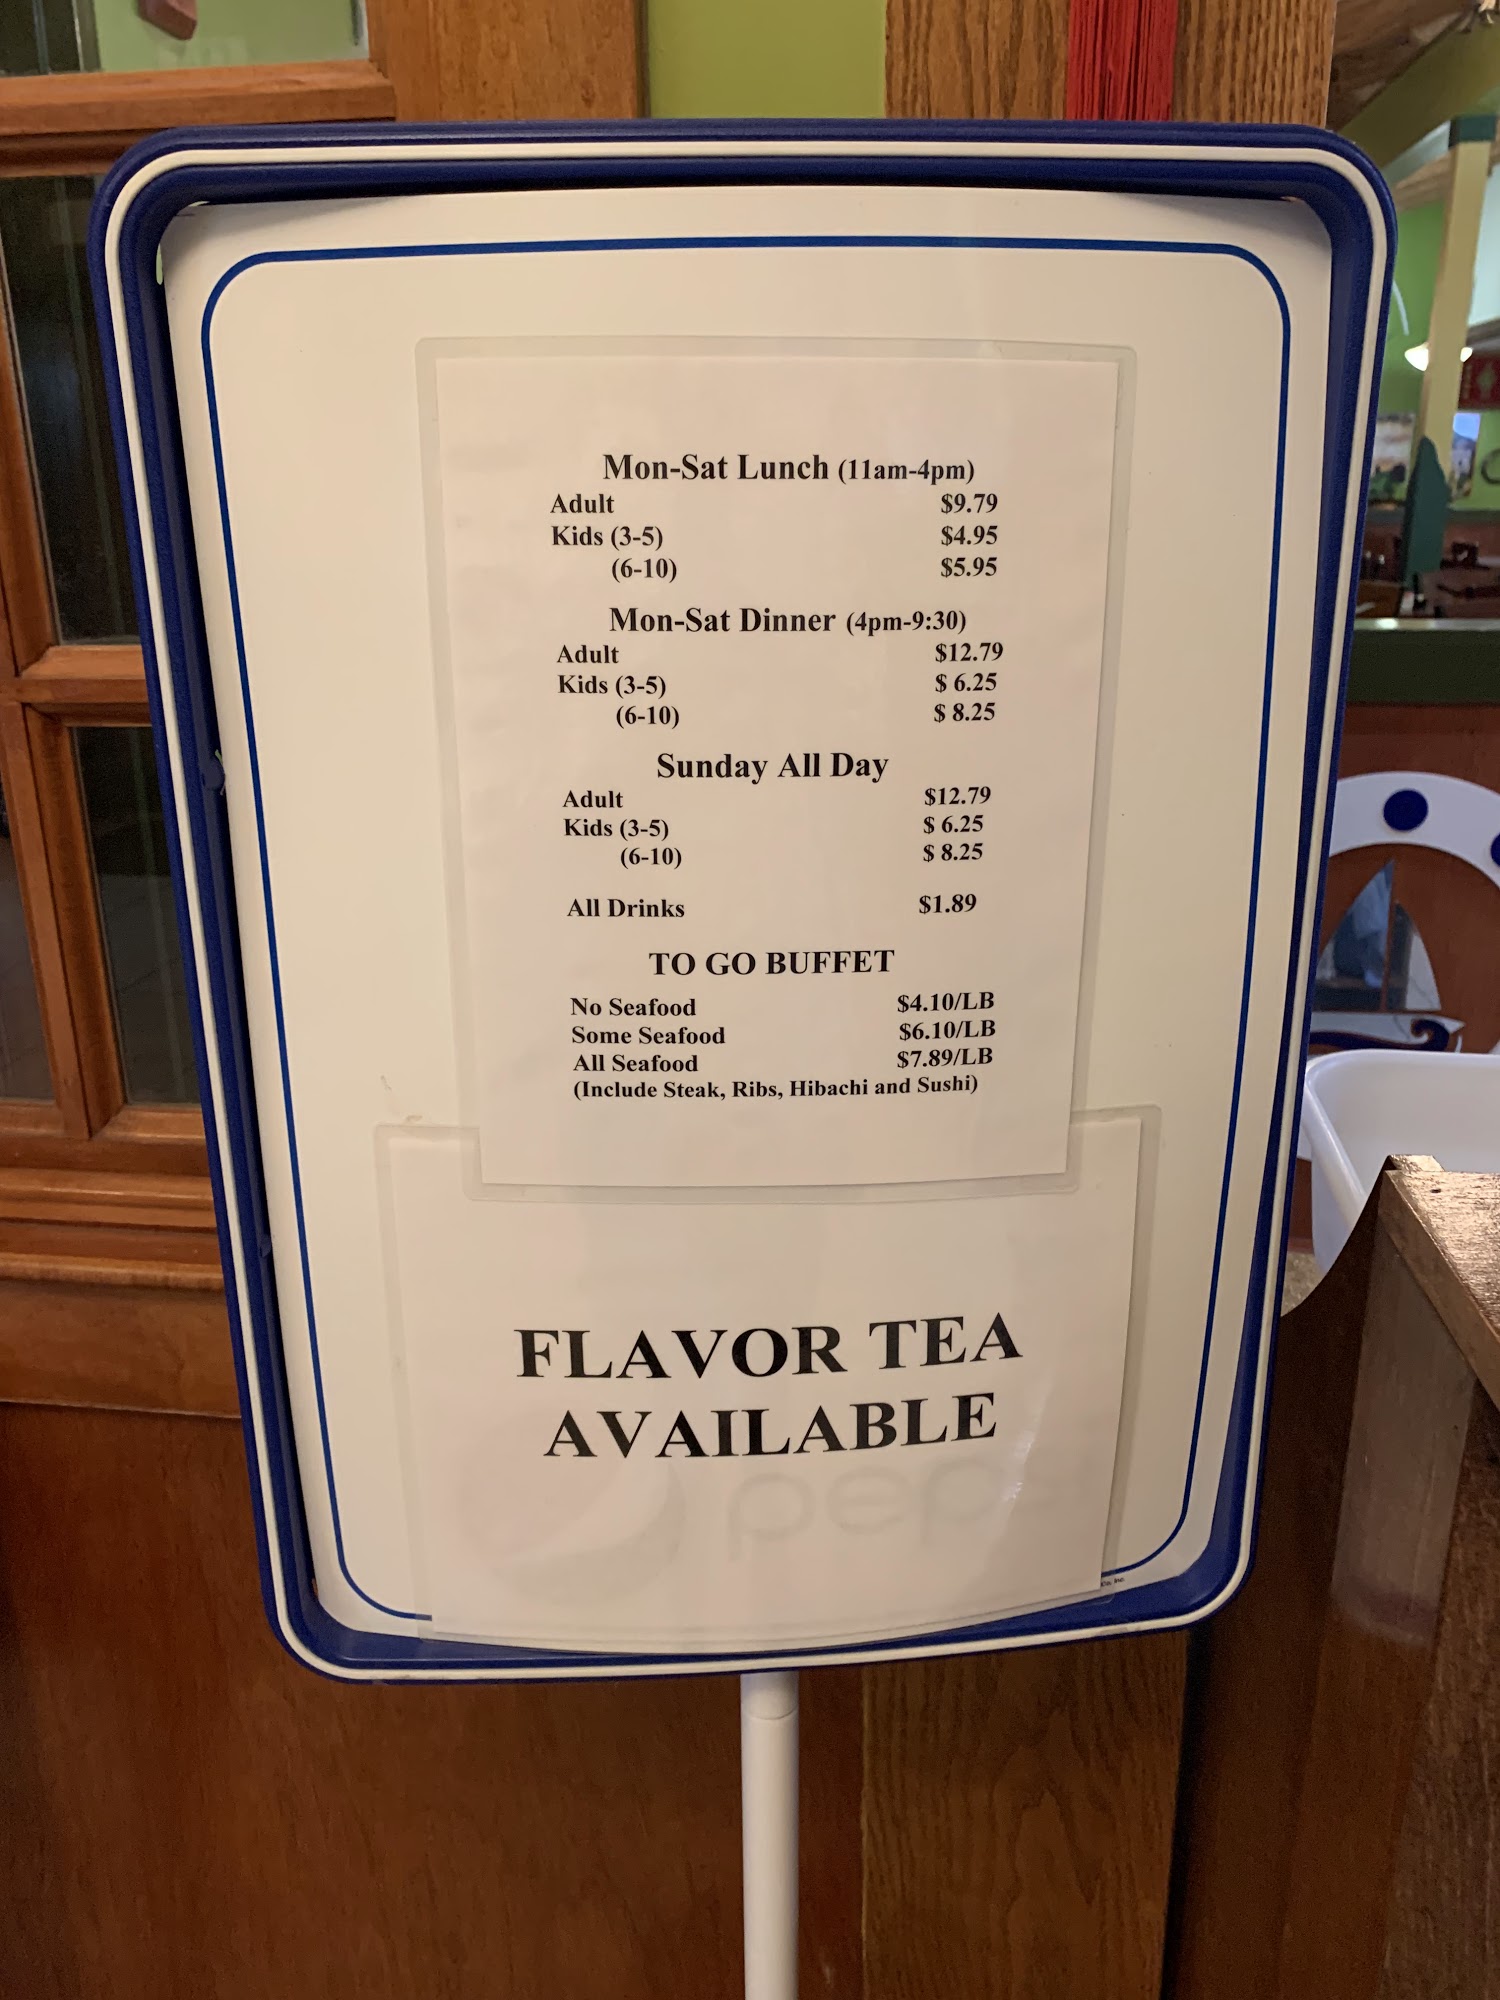 Mon-Sat Lunch (11am-4pm)
Adult $9.79
Kids (3-5) $4.95
(6-10) $5.95
Mon-Sat Dinner (4pm-9:30)
Adult $12.79
Kids (3-5) $ 6.25
(6-10) $ 8.25
Sunday All Day
Adult $12.79
Kids (3-5) $ 6.25
(6-10) $ 8.25
All Drinks $1.89
TO GO BUFFET
No Seafood $4.10/LB
Some Seafood $6.10/LB
All Seafood $7.89/LB
(Include Steak, Ribs, Hibachi and Sushi)
FLAVOR TEA
AVAILABLE
peps
Co, Inc.